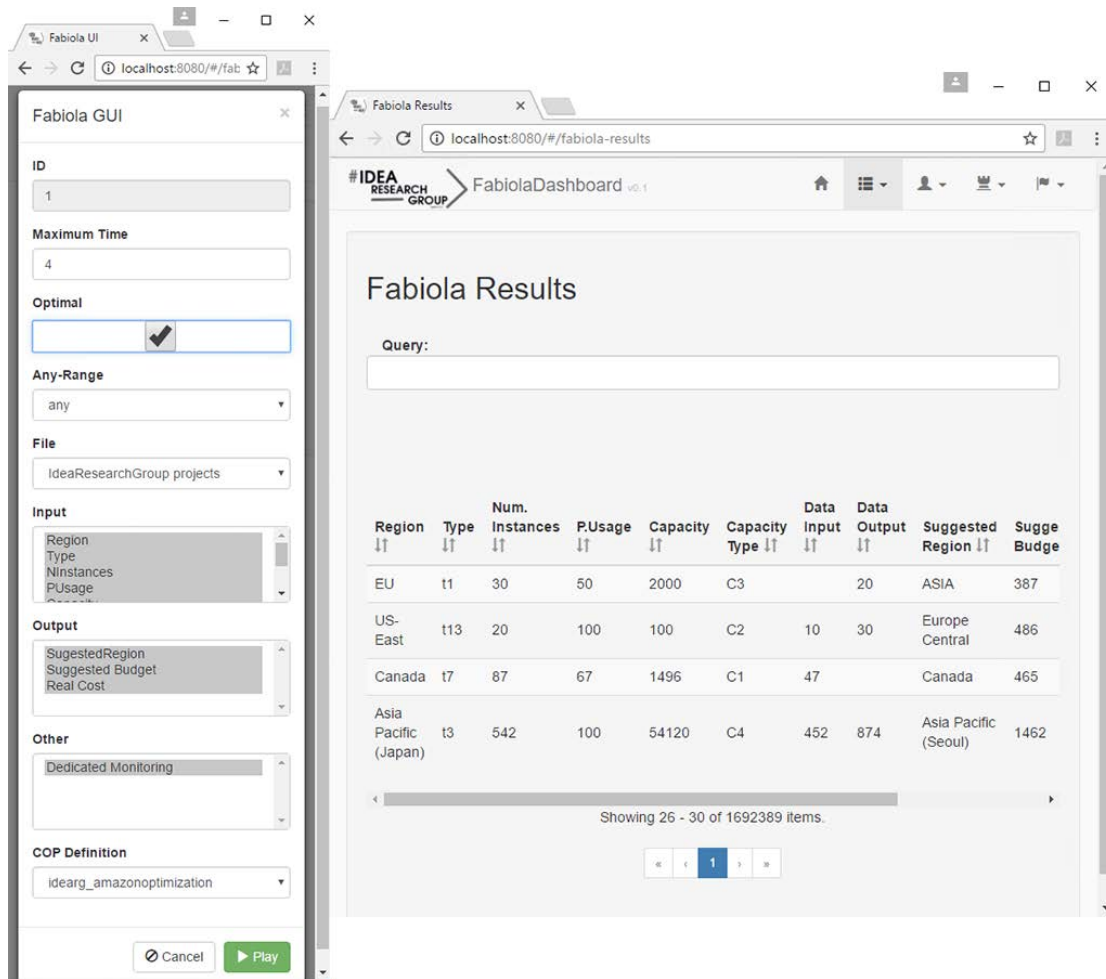 Fabiola UI
localhost:8080/#/fab
Fabiola GUI
ID
1
Maximum Time
4
Optimal
Any-Range
any
File
IdeaResearchGroup projects
Input
Region
Type
NInstances
PUsage
Output
SugestedRegion
Suggested Budget
Real Cost
Other
Dedicated Monitoring
COP Definition
idearg_amazonoptimization
Cancel
Play
Fabiola Results
localhost:8080/#/fabiola-results
#IDEA
RESEARCH
GROUP
FabiolaDashboard v0.1
Fabiola Results
Query:
Region Type Num. Instances P.Usage Capacity Capacity Type Data Input Data Output Suggested Region Sugge Budge
EU t1 30 50 2000 C3 20 ASIA 387
US-East t13 20 100 100 C2 10 30 Europe Central 486
Canada t7 87 67 1496 C1 47 Canada 465
Asia Pacific (Japan) t3 542 100 54120 C4 452 874 Asia Pacific (Seoul) 1462
Showing 26 - 30 of 1692389 items.
« ‹ 1 › »